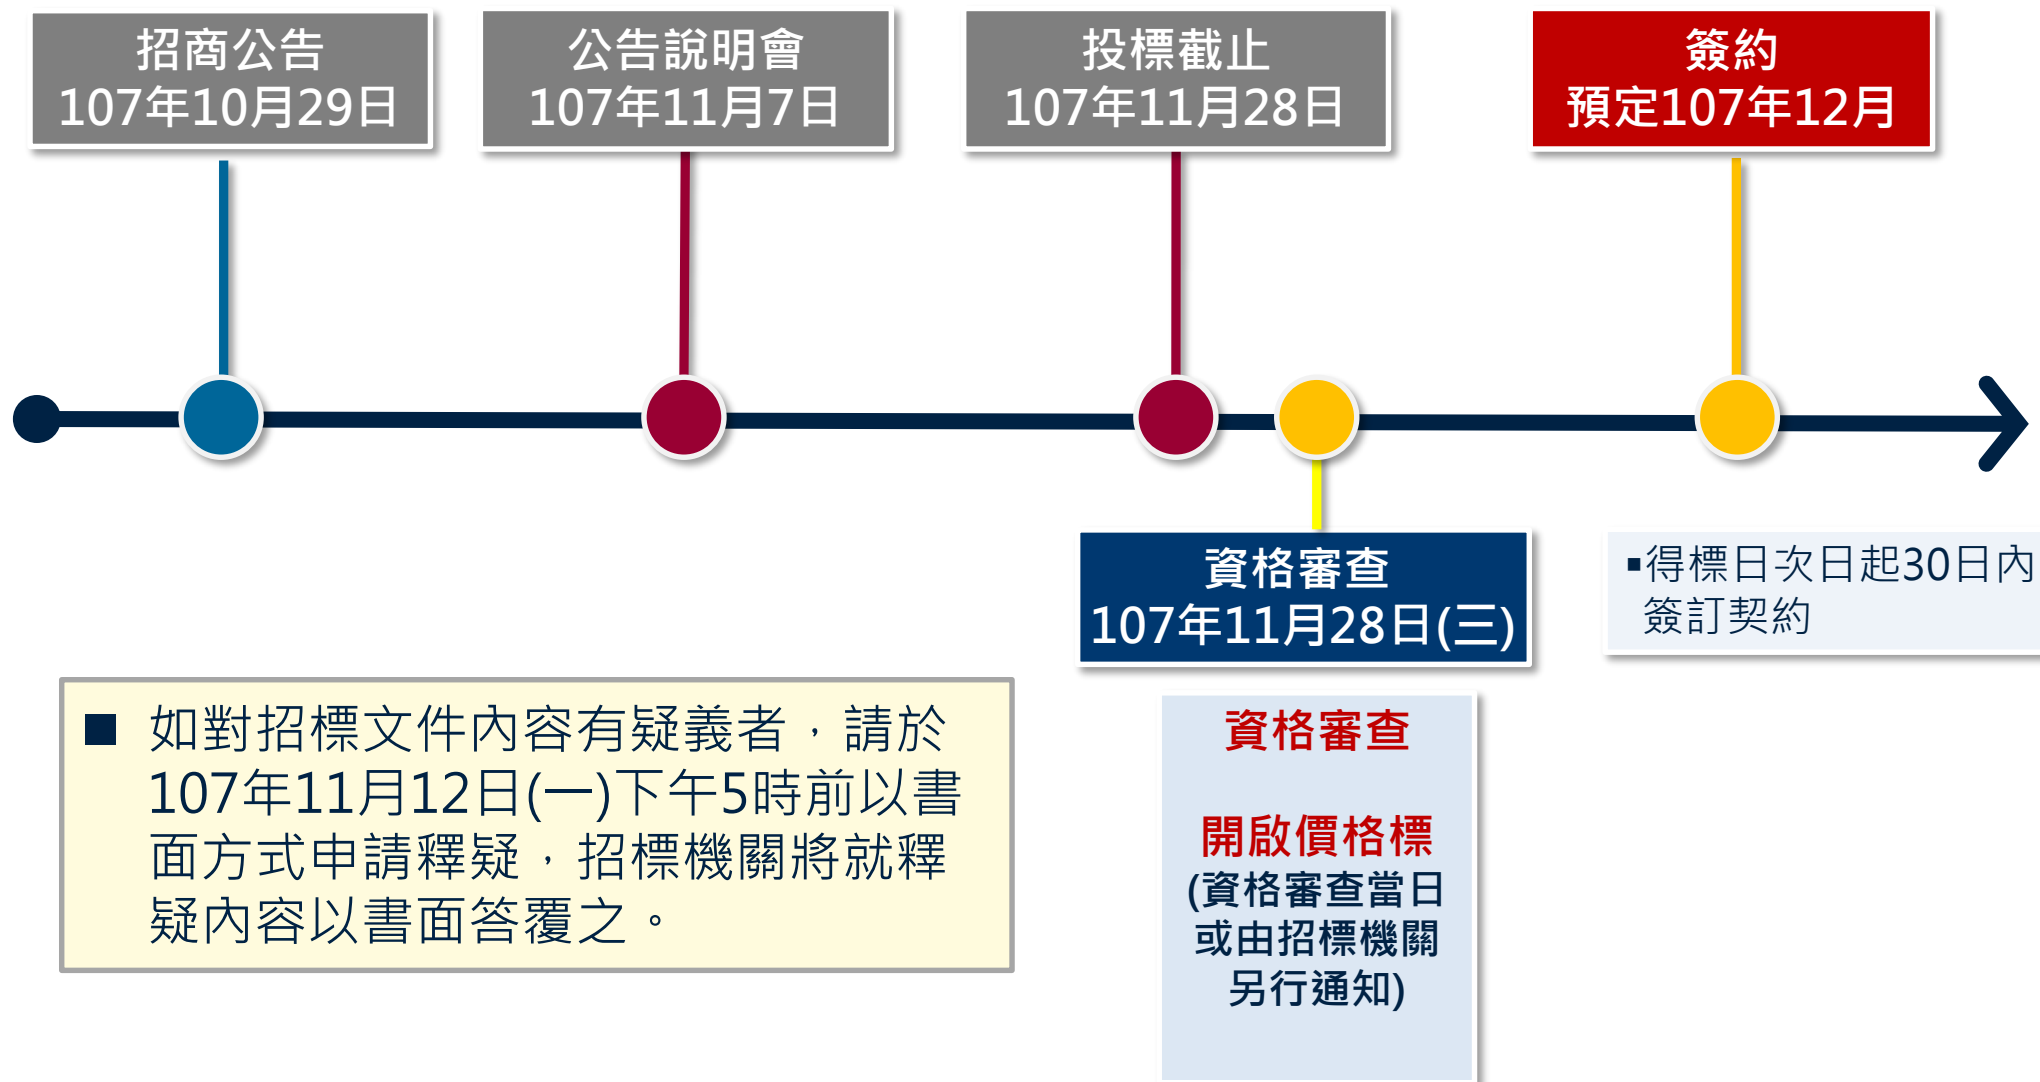 招商公告
107年10月29日
公告說明會
107年11月7日
投標截止
107年11月28日
簽約
預定107年12月
資格審查
107年11月28日(三)
▪得標日次日起30日內
簽訂契約
■ 如對招標文件內容有疑義者，請於
107年11月12日(一)下午5時前以書
面方式申請釋疑，招標機關將就釋
疑內容以書面答覆之。
資格審查
開啟價格標
(資格審查當日
或由招標機關
另行通知)